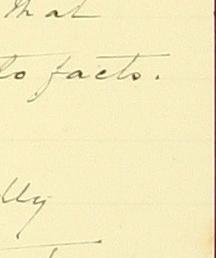 that
to facts.
lly